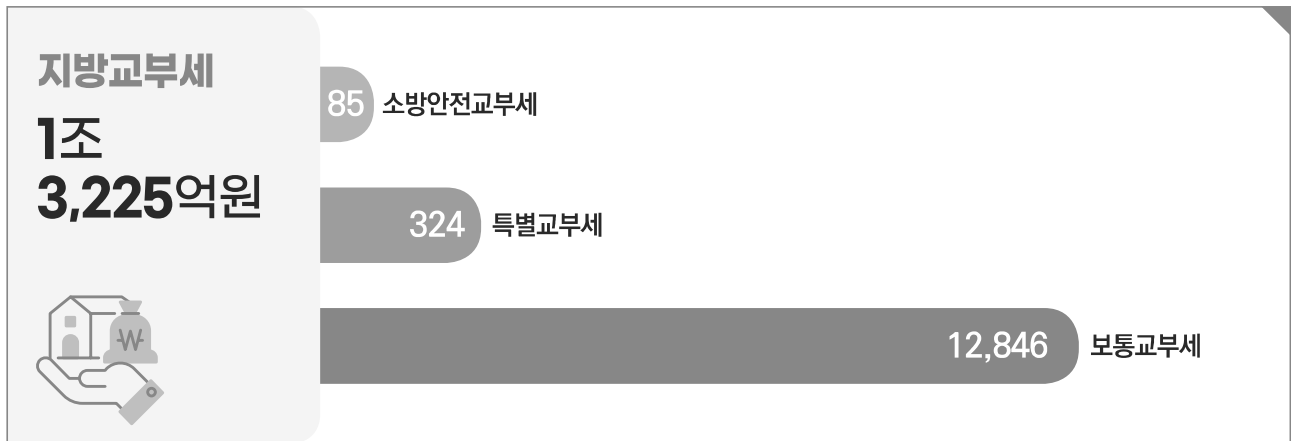 지방교부세
1조
3,225억원
85 소방안전교부세
324 특별교부세
12,846 보통교부세
₩